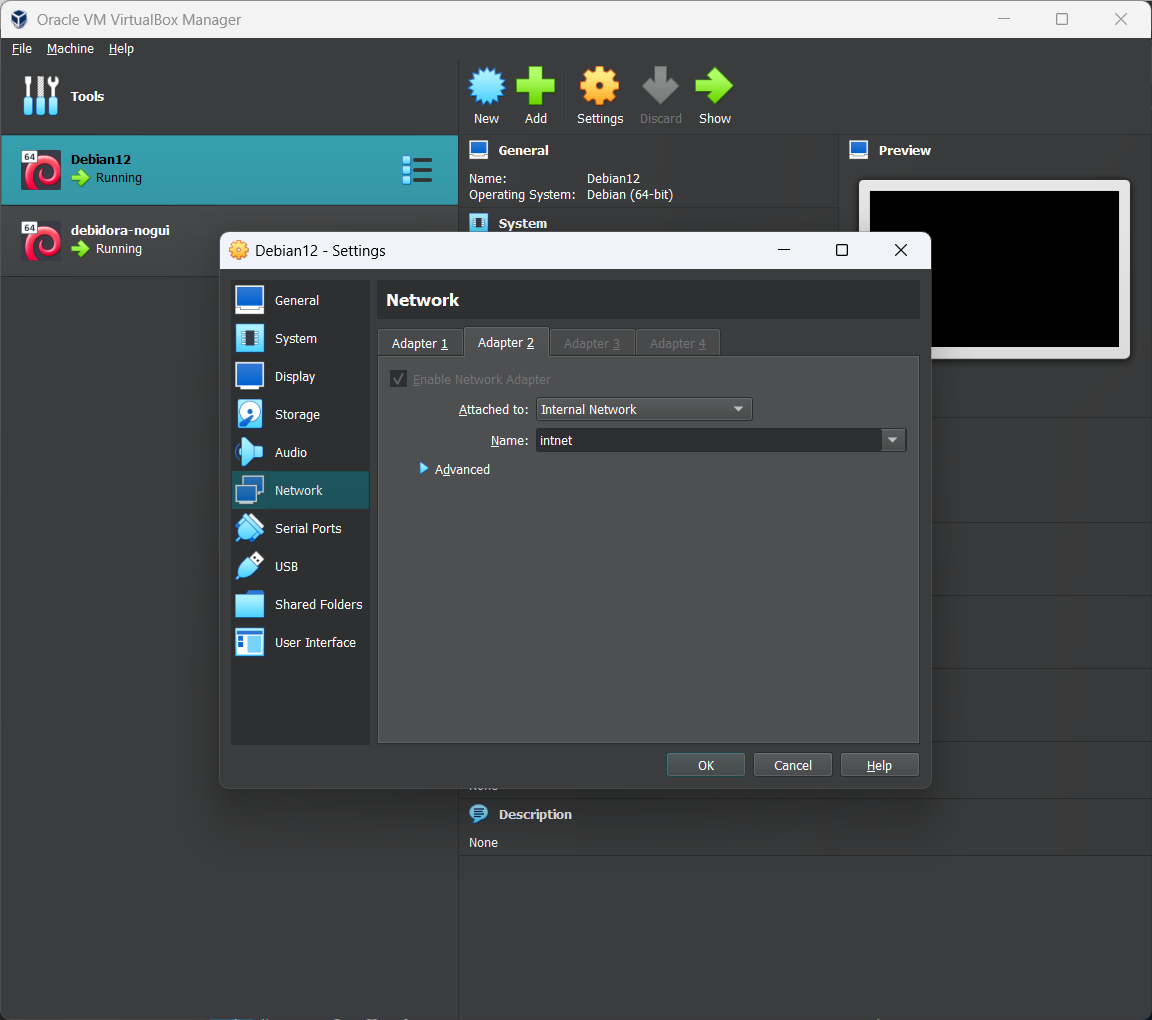 Oracle VM VirtualBox Manager
File Machine Help
Tools
New Add Settings Discard Show
64
Debian12
Running
64
debidora-nogui
Running
General
Name: Debian12
Operating System: Debian (64-bit)
System
Preview
Debian12 - Settings
General
System
Display
Storage
Audio
Network
Serial Ports
USB
Shared Folders
User Interface
Network
Adapter 1 Adapter 2 Adapter 3 Adapter 4
Enable Network Adapter
Attached to: Internal Network
Name: intnet
Advanced
OK Cancel Help
None
Description
None